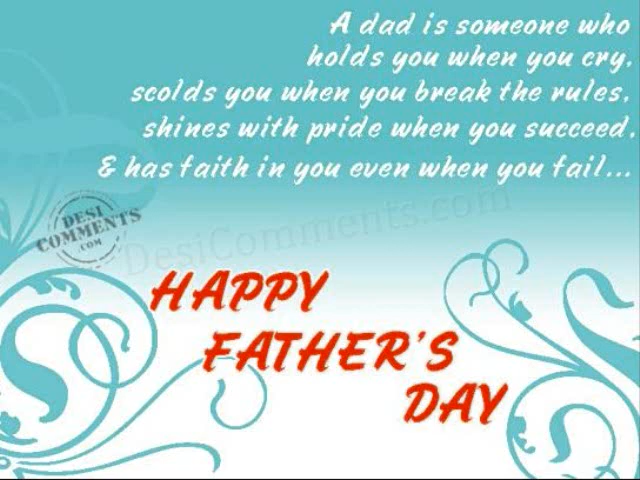 A dad is someone who
holds you when you cry,
scolds you when you break the rules,
shines with pride when you succeed,
& has faith in you even when you fail...
DESI
COMMENTS
.COM
DesiComments.com
HAPPY
FATHER'S
DAY